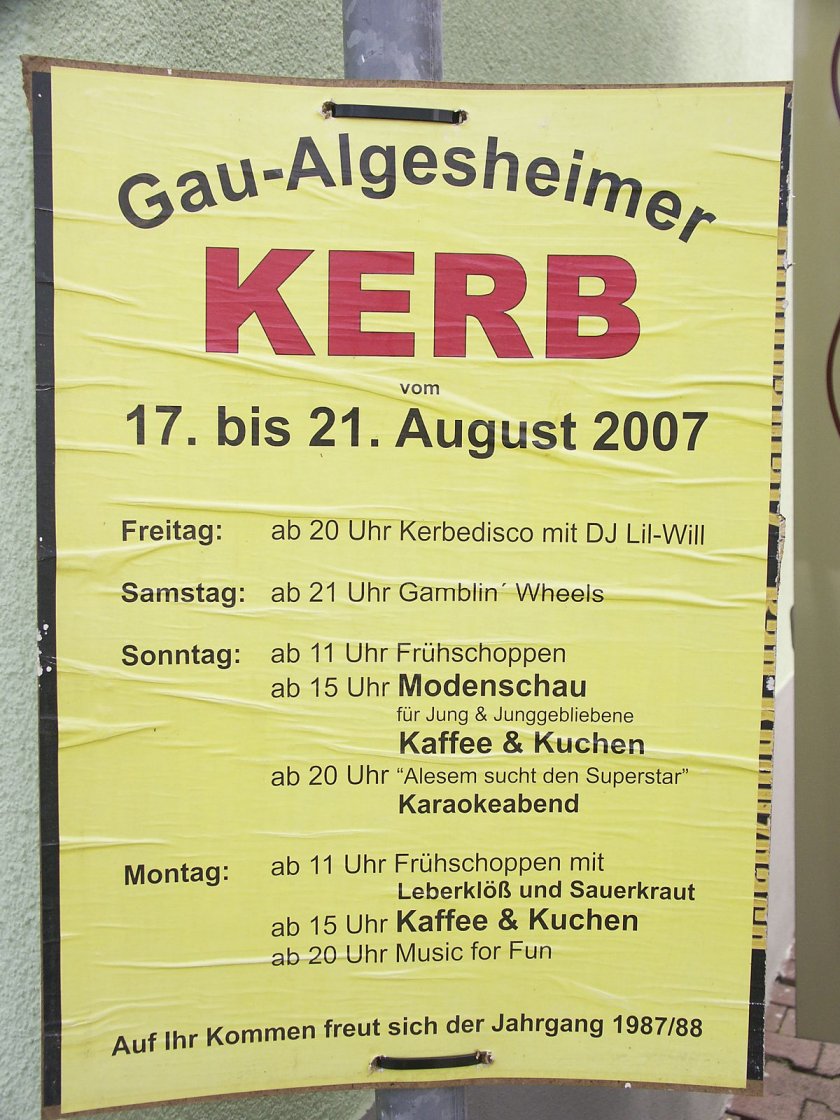 Gau-Algesheimer
KERB
vom
17. bis 21. August 2007
Freitag: ab 20 Uhr Kerbedisco mit DJ Lil-Will
Samstag: ab 21 Uhr Gamblin´ Wheels
Sonntag: ab 11 Uhr Frühschoppen
ab 15 Uhr Modenschau
für Jung & Junggebliebene
Kaffee & Kuchen
ab 20 Uhr “Alesem sucht den Superstar”
Karaokeabend
Montag: ab 11 Uhr Frühschoppen mit
Leberklöß und Sauerkraut
ab 15 Uhr Kaffee & Kuchen
ab 20 Uhr Music for Fun
Auf Ihr Kommen freut sich der Jahrgang 1987/88